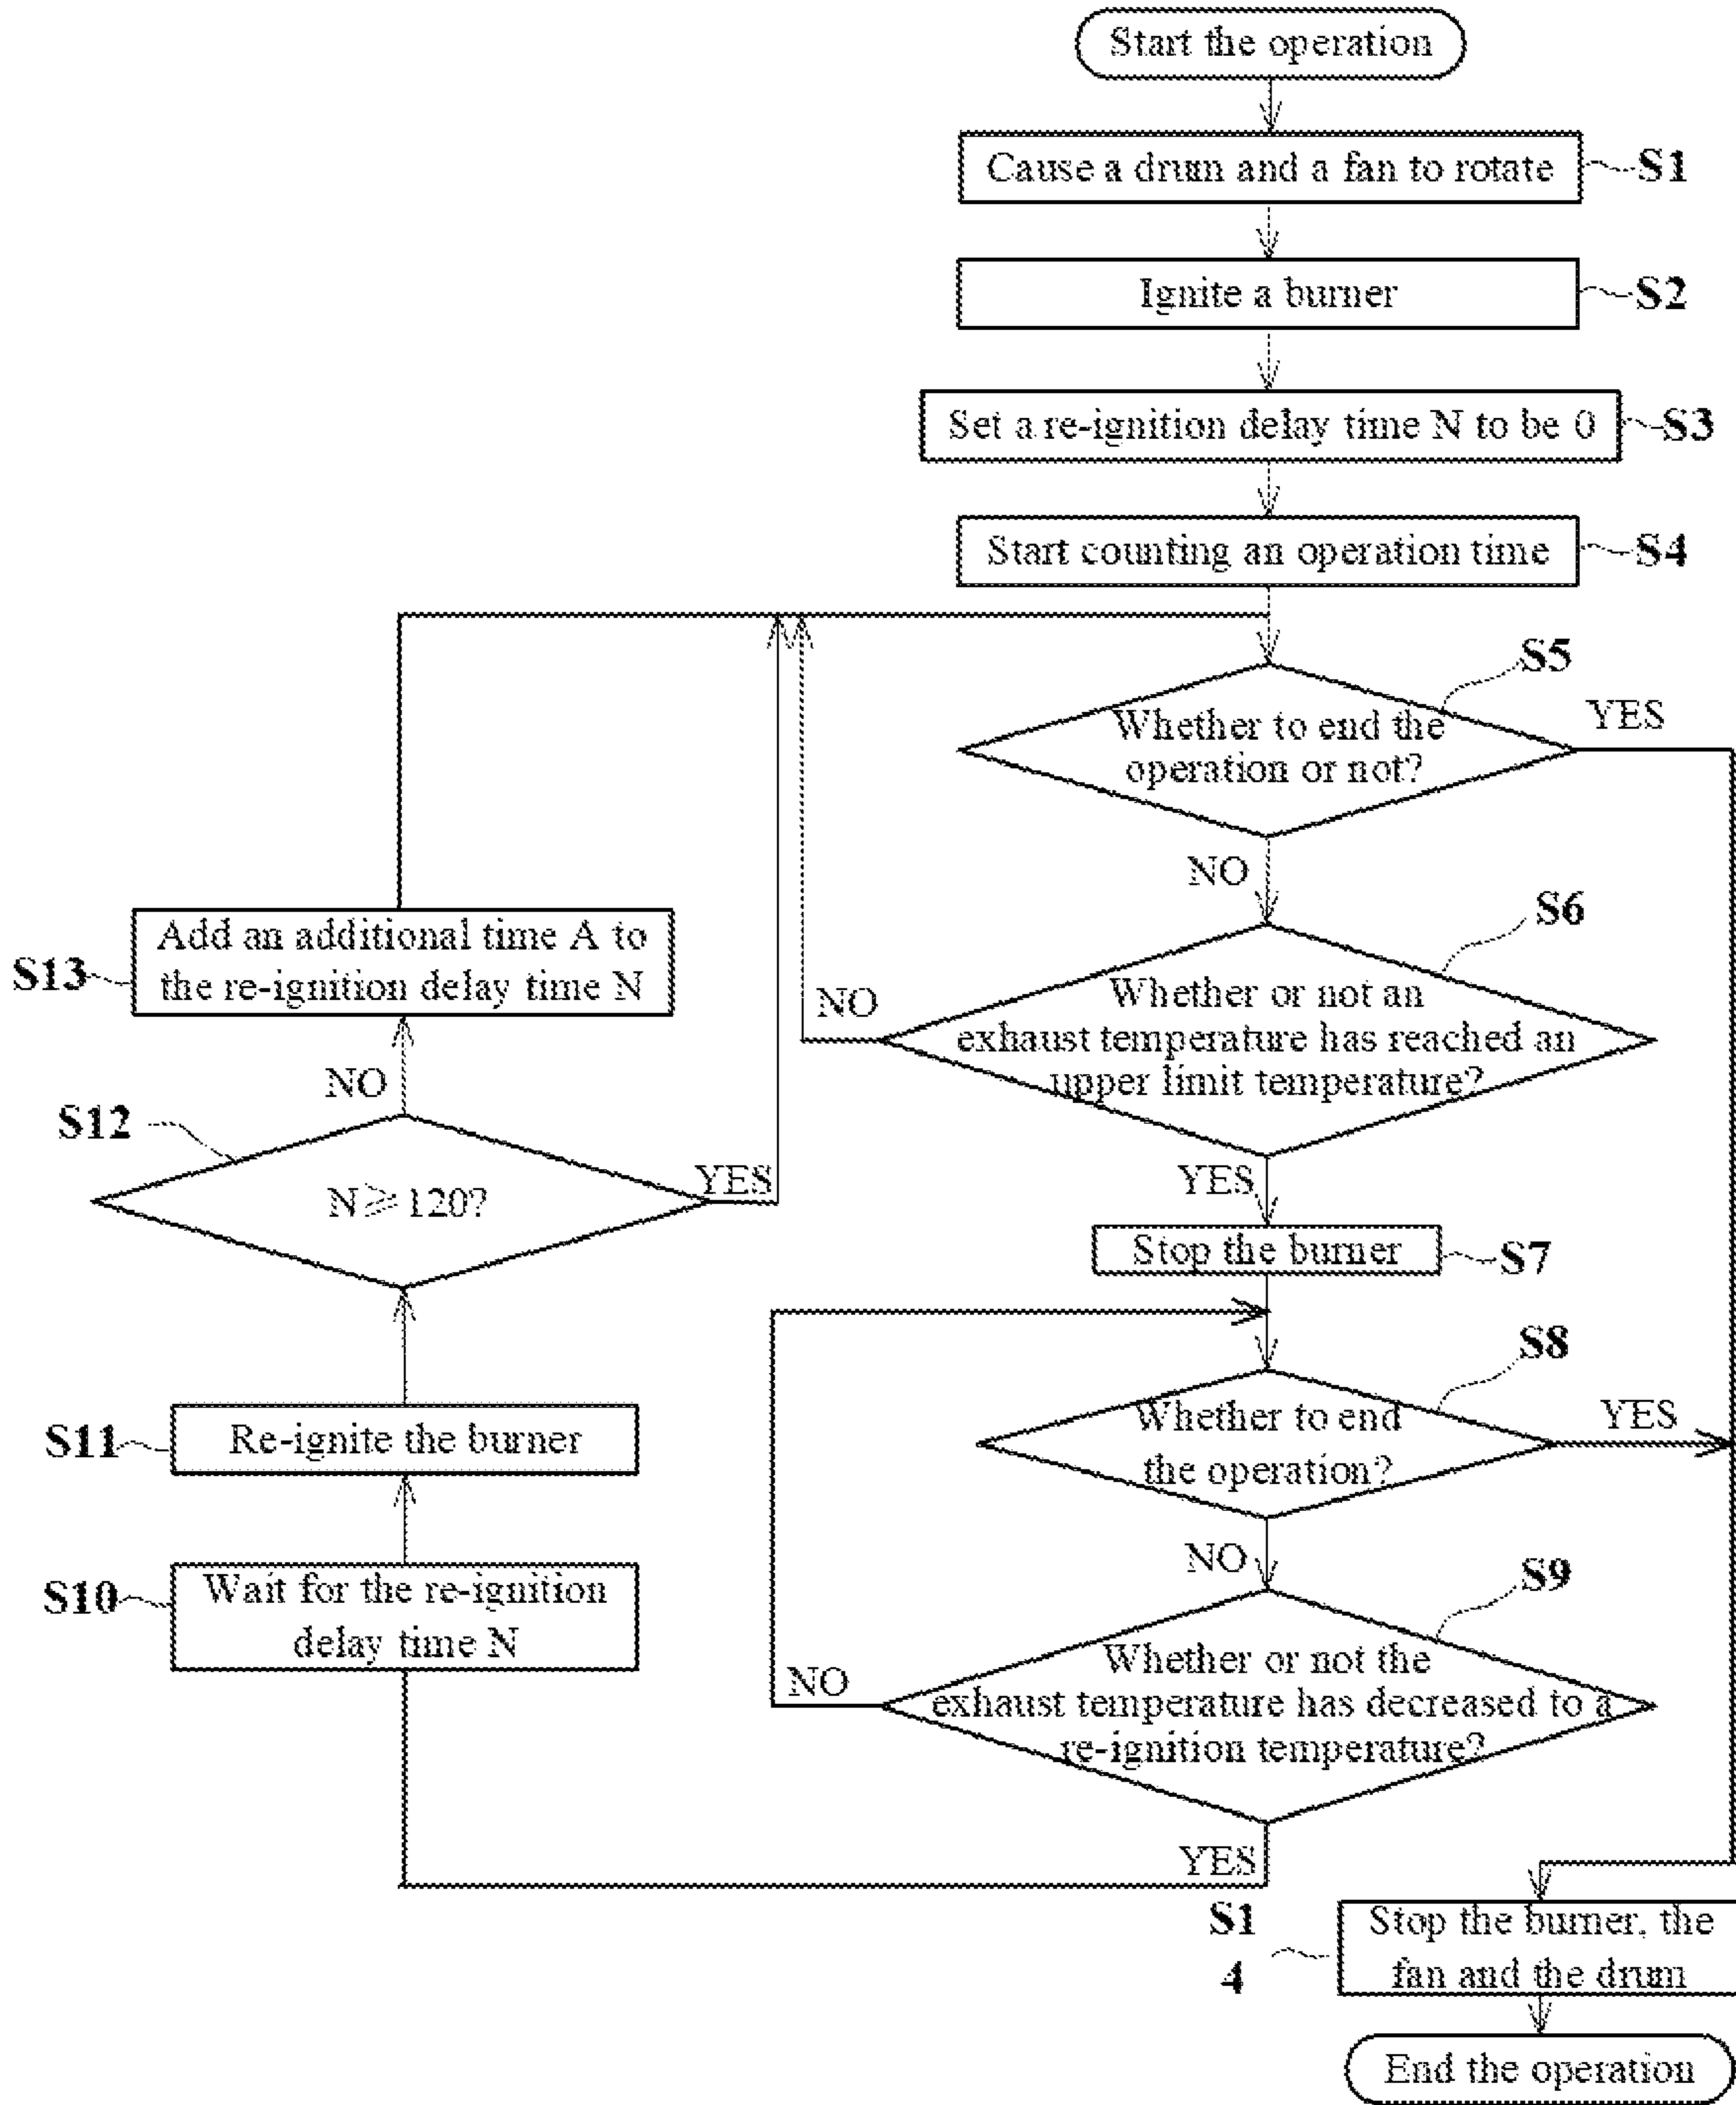 Start the operation
Cause a drum and a fan to rotate
S1
Ignite a burner
S2
Set a re-ignition delay time N to be 0
S3
Start counting an operation time
S4
S5
Whether to end the
operation or not?
YES
NO
S6
Whether or not an
exhaust temperature has reached an
upper limit temperature?
NO
YES
Stop the burner
S7
S8
Whether to end
the operation?
YES
NO
S9
Whether or not the
exhaust temperature has decreased to a
re-ignition temperature?
NO
YES
S10
Wait for the re-ignition
delay time N
S11
Re-ignite the burner
S12
N≥120?
YES
NO
S13
Add an additional time A to
the re-ignition delay time N
S1
4
Stop the burner, the
fan and the drum
End the operation